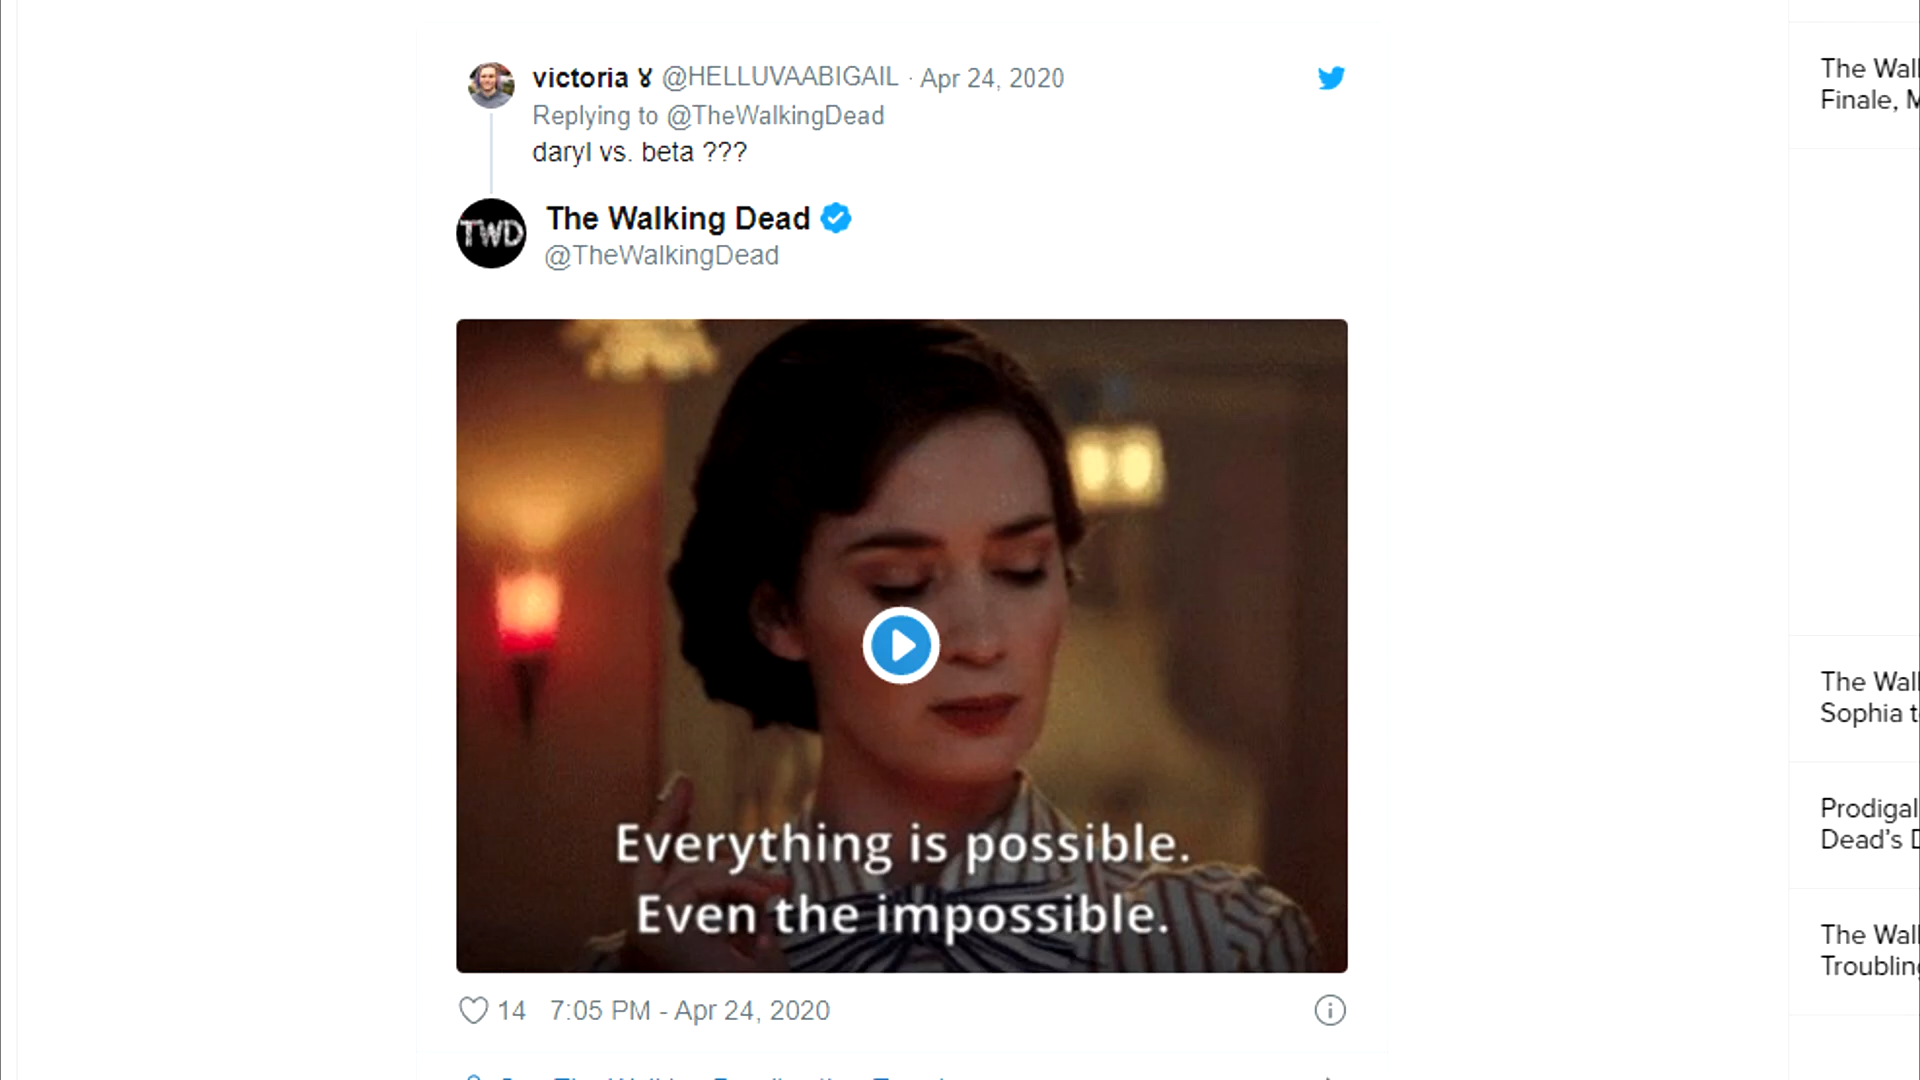 victoria ɤ @HELLUVAABIGAIL · Apr 24, 2020
Replying to @TheWalkingDead
daryl vs. beta ???
TWD
The Walking Dead
@TheWalkingDead
Everything is possible.
Even the impossible.
14 7:05 PM - Apr 24, 2020
The Wal
Finale,
The Wal
Sophia
Prodigal
Dead's
The Wal
Troubling